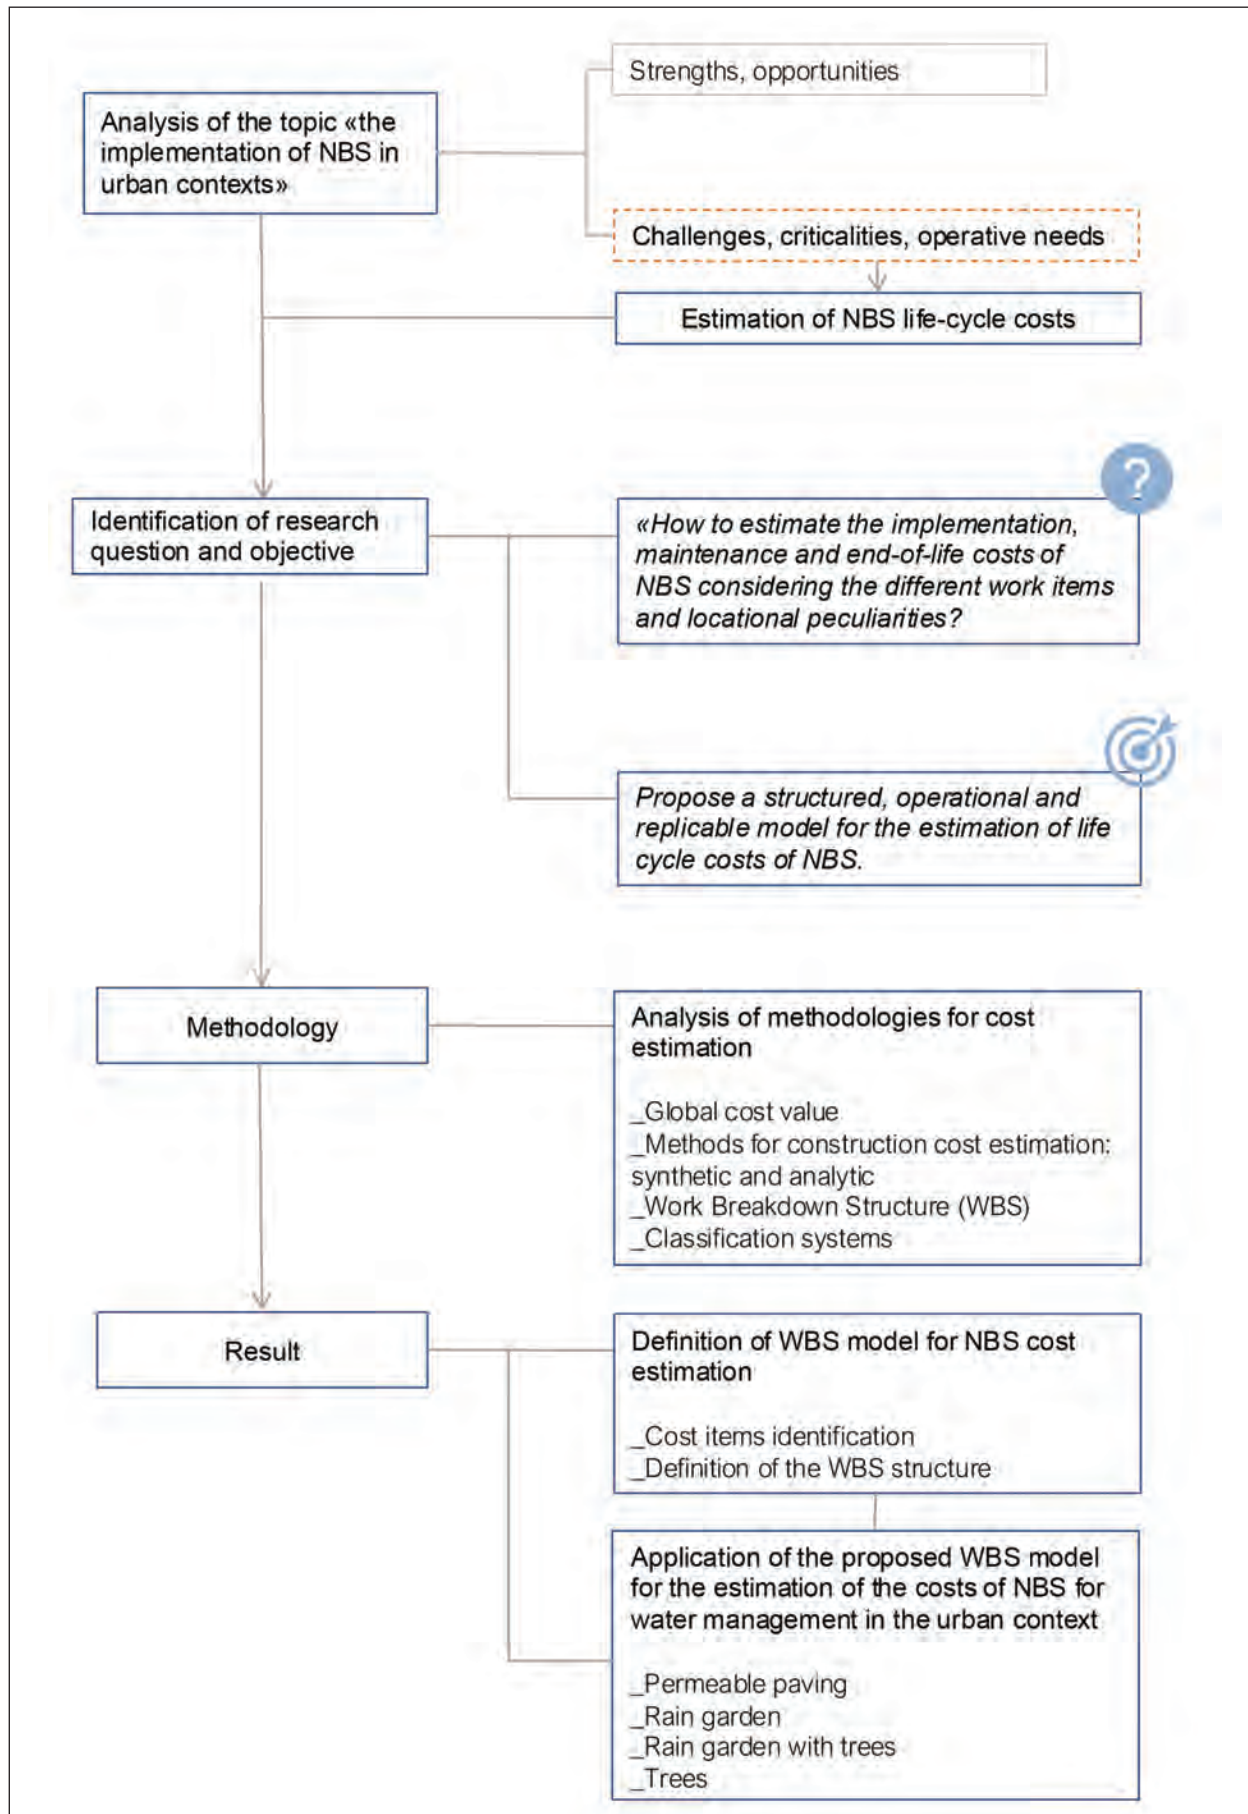 Strengths, opportunities
Analysis of the topic «the
implementation of NBS in
urban contexts»
Challenges, criticalities, operative needs
Estimation of NBS life-cycle costs
?
Identification of research
question and objective
«How to estimate the implementation,
maintenance and end-of-life costs of
NBS considering the different work items
and locational peculiarities?
Propose a structured, operational and
replicable model for the estimation of life
cycle costs of NBS.
Methodology
Analysis of methodologies for cost
estimation
_Global cost value
_Methods for construction cost estimation:
synthetic and analytic
_Work Breakdown Structure (WBS)
_Classification systems
Result
Definition of WBS model for NBS cost
estimation
_Cost items identification
_Definition of the WBS structure
Application of the proposed WBS model
for the estimation of the costs of NBS for
water management in the urban context
_Permeable paving
_Rain garden
_Rain garden with trees
_Trees